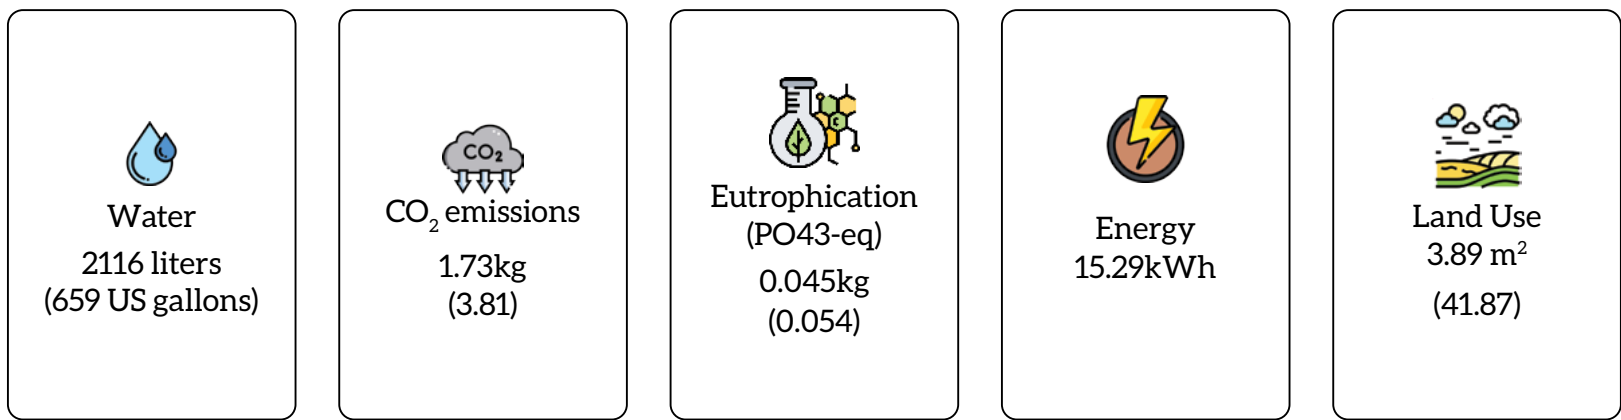 Water
2116 liters
(659 US gallons)
CO₂
CO₂ emissions
1.73kg
(3.81)
C
Eutrophication
(PO43-eq)
0.045kg
(0.054)
Energy
15.29kWh
Land Use
3.89 m²
(41.87)